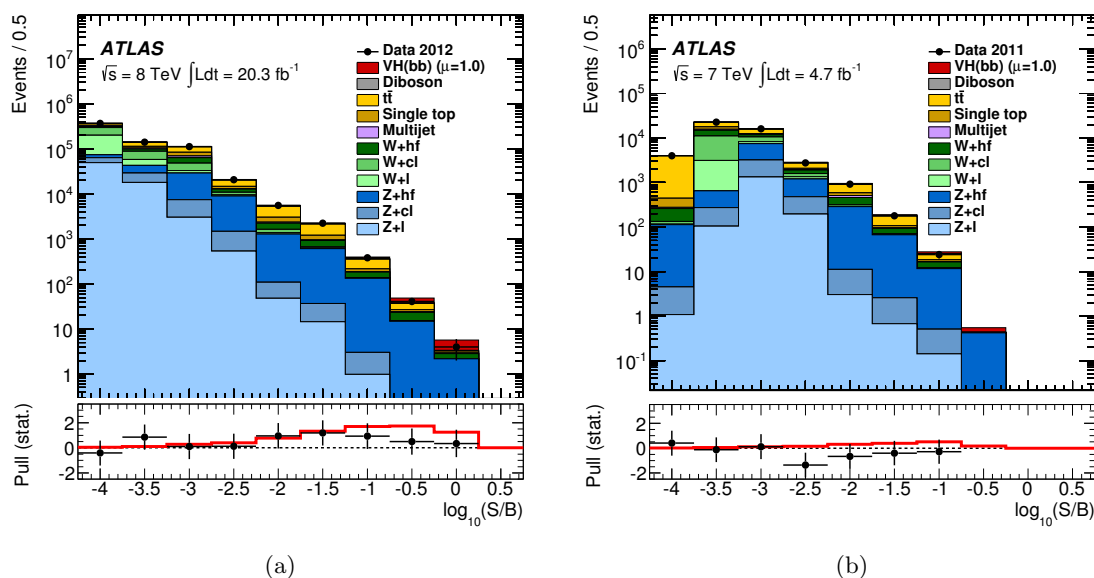 Events / 0.5
10⁷
10⁶
10⁵
10⁴
10³
10²
10
1
ATLAS
√s = 8 TeV ∫Ldt = 20.3 fb⁻¹
Data 2012
VH(bb) (μ=1.0)
Diboson
tt̄
Single top
Multijet
W+hf
W+cl
W+l
Z+hf
Z+cl
Z+l
Pull (stat.)
2
0
-2
-4 -3.5 -3 -2.5 -2 -1.5 -1 -0.5 0 0.5
log₁₀(S/B)
(a)
Events / 0.5
10⁶
10⁵
10⁴
10³
10²
10
1
10⁻¹
ATLAS
√s = 7 TeV ∫Ldt = 4.7 fb⁻¹
Data 2011
VH(bb) (μ=1.0)
Diboson
tt̄
Single top
Multijet
W+hf
W+cl
W+l
Z+hf
Z+cl
Z+l
Pull (stat.)
2
0
-2
-4 -3.5 -3 -2.5 -2 -1.5 -1 -0.5 0 0.5
log₁₀(S/B)
(b)